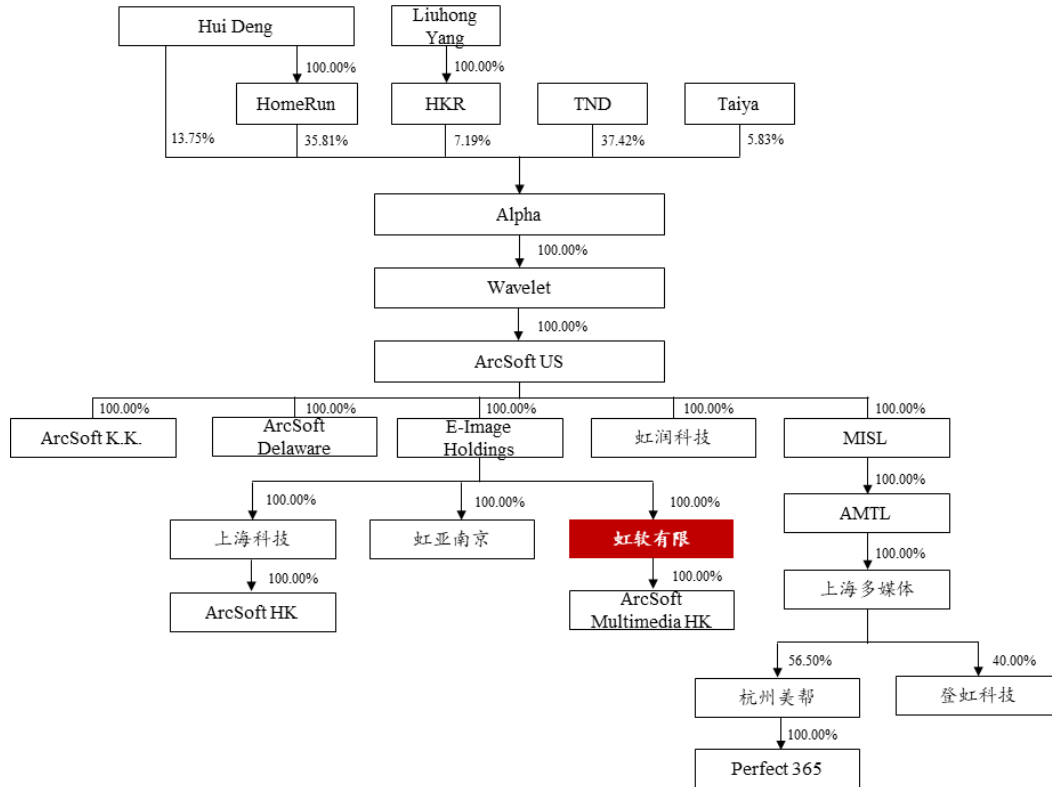 Hui Deng
Liuhong
Yang
100.00%
100.00%
HomeRun
HKR
TND
Taiya
13.75%
35.81%
7.19%
37.42%
5.83%
Alpha
100.00%
Wavelet
100.00%
ArcSoft US
100.00%
100.00%
100.00%
100.00%
100.00%
ArcSoft K.K.
ArcSoft
Delaware
E-Image
Holdings
虹润科技
MISL
100.00%
100.00%
100.00%
100.00%
上海科技
虹亚南京
虹软有限
AMTL
100.00%
100.00%
100.00%
ArcSoft HK
ArcSoft
Multimedia HK
上海多媒体
56.50%
40.00%
杭州美帮
登虹科技
100.00%
Perfect 365